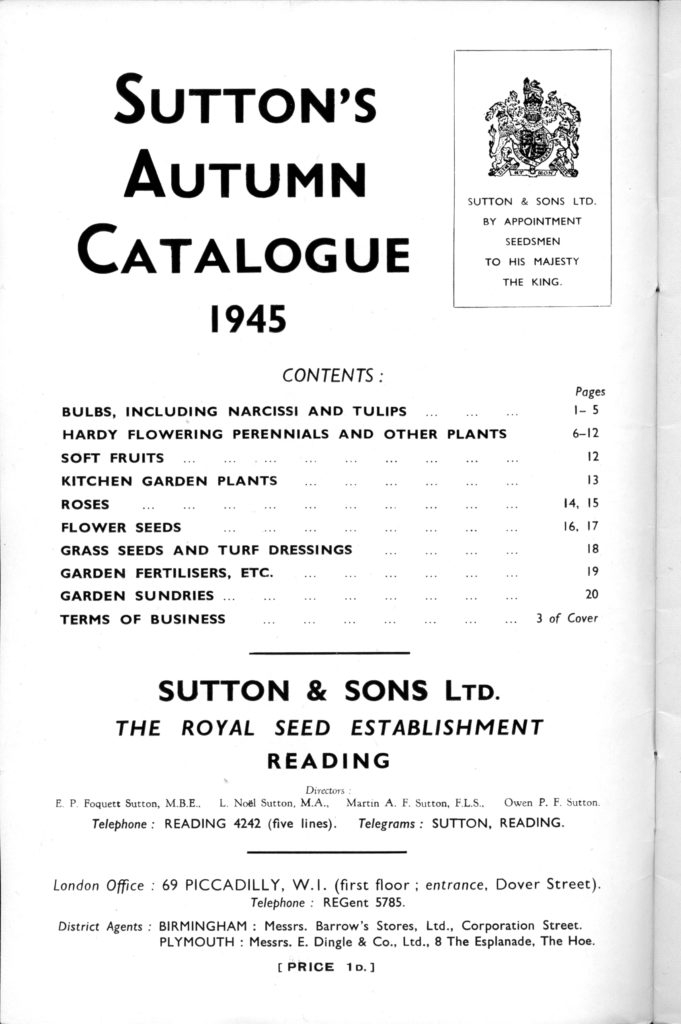 SUTTON'S
AUTUMN
CATALOGUE
1945
SUTTON & SONS LTD.
BY APPOINTMENT
SEEDSMEN
TO HIS MAJESTY
THE KING.
CONTENTS :
Pages
BULBS, INCLUDING NARCISSI AND TULIPS ... ... ... 1– 5
HARDY FLOWERING PERENNIALS AND OTHER PLANTS 6–12
SOFT FRUITS ... ... ... ... ... ... ... ... ... 12
KITCHEN GARDEN PLANTS ... ... ... ... ... ... 13
ROSES ... ... ... ... ... ... ... ... ... ... 14, 15
FLOWER SEEDS ... ... ... ... ... ... ... ... 16, 17
GRASS SEEDS AND TURF DRESSINGS ... ... ... ... 18
GARDEN FERTILISERS, ETC. ... ... ... ... ... ... 19
GARDEN SUNDRIES ... ... ... ... ... ... ... ... 20
TERMS OF BUSINESS ... ... ... ... ... ... ... 3 of Cover
SUTTON & SONS LTD.
THE ROYAL SEED ESTABLISHMENT
READING
Directors :
E. P. Foquett Sutton, M.B.E., L. Noël Sutton, M.A., Martin A. F. Sutton, F.L.S., Owen P. F. Sutton.
Telephone : READING 4242 (five lines). Telegrams : SUTTON, READING.
London Office : 69 PICCADILLY, W.1. (first floor ; entrance, Dover Street).
Telephone : REGent 5785.
District Agents : BIRMINGHAM : Messrs. Barrow's Stores, Ltd., Corporation Street.
PLYMOUTH : Messrs. E. Dingle & Co., Ltd., 8 The Esplanade, The Hoe.
[ PRICE 1D. ]